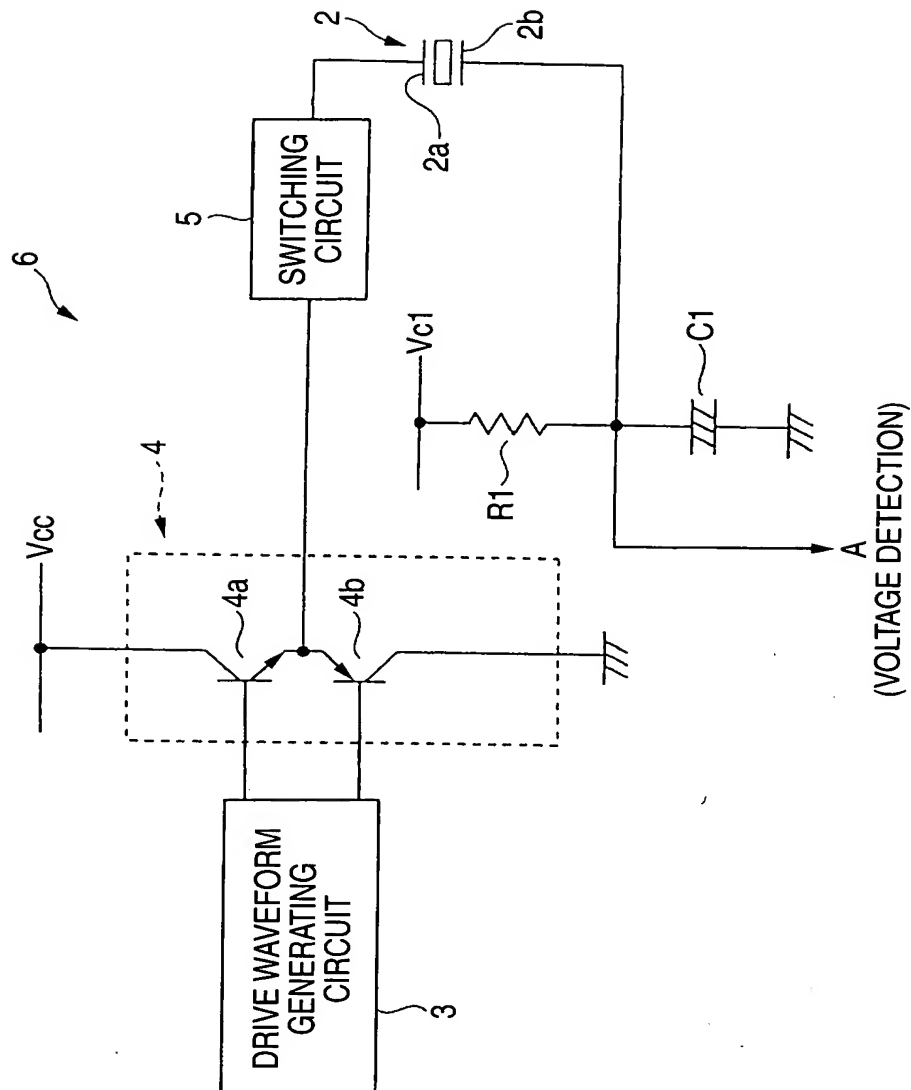 6
Vcc
4
4a
4b
DRIVE WAVEFORM
GENERATING
CIRCUIT
3
5
SWITCHING
CIRCUIT
2
2a
2b
Vc1
R1
C1
A
(VOLTAGE DETECTION)